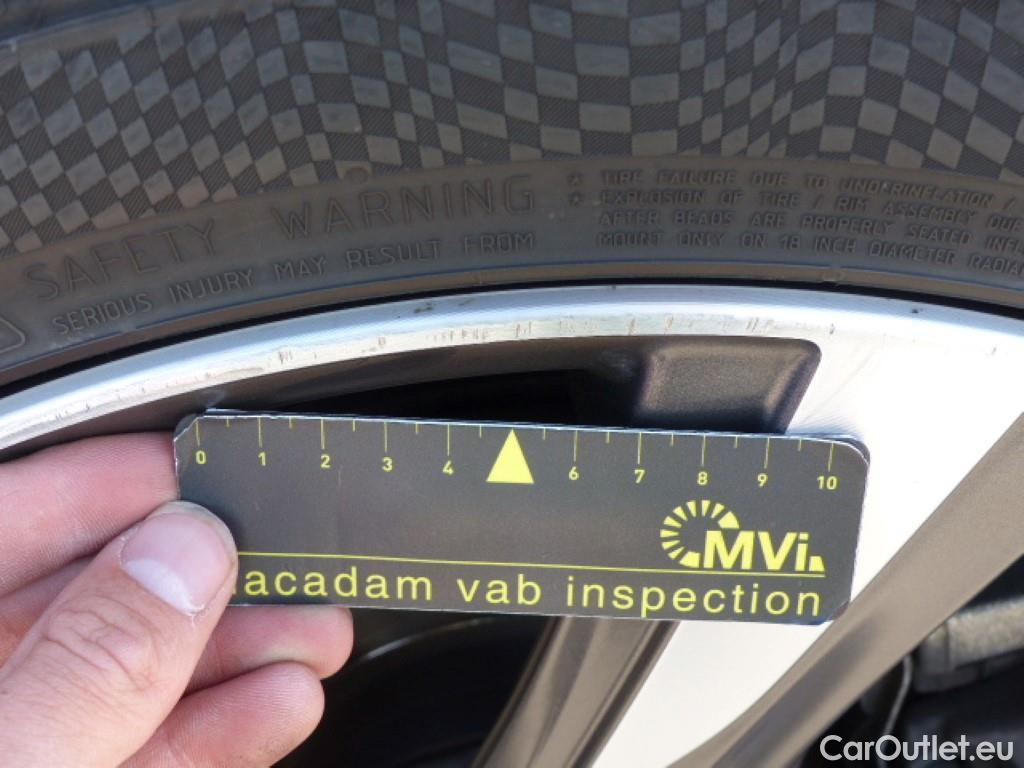 SAFETY WARNING
SERIOUS INJURY MAY RESULT FROM
* TIRE FAILURE DUE TO UNDERINFLATION /
* EXPLOSION OF TIRE / RIM ASSEMBLY DUE
AFTER BEADS ARE PROPERLY SEATED
MOUNT ONLY ON 18 INCH DIAMETER
0 1 2 3 4 6 7 8 9 10
MVi
acadam vab inspection
CarOutlet.eu